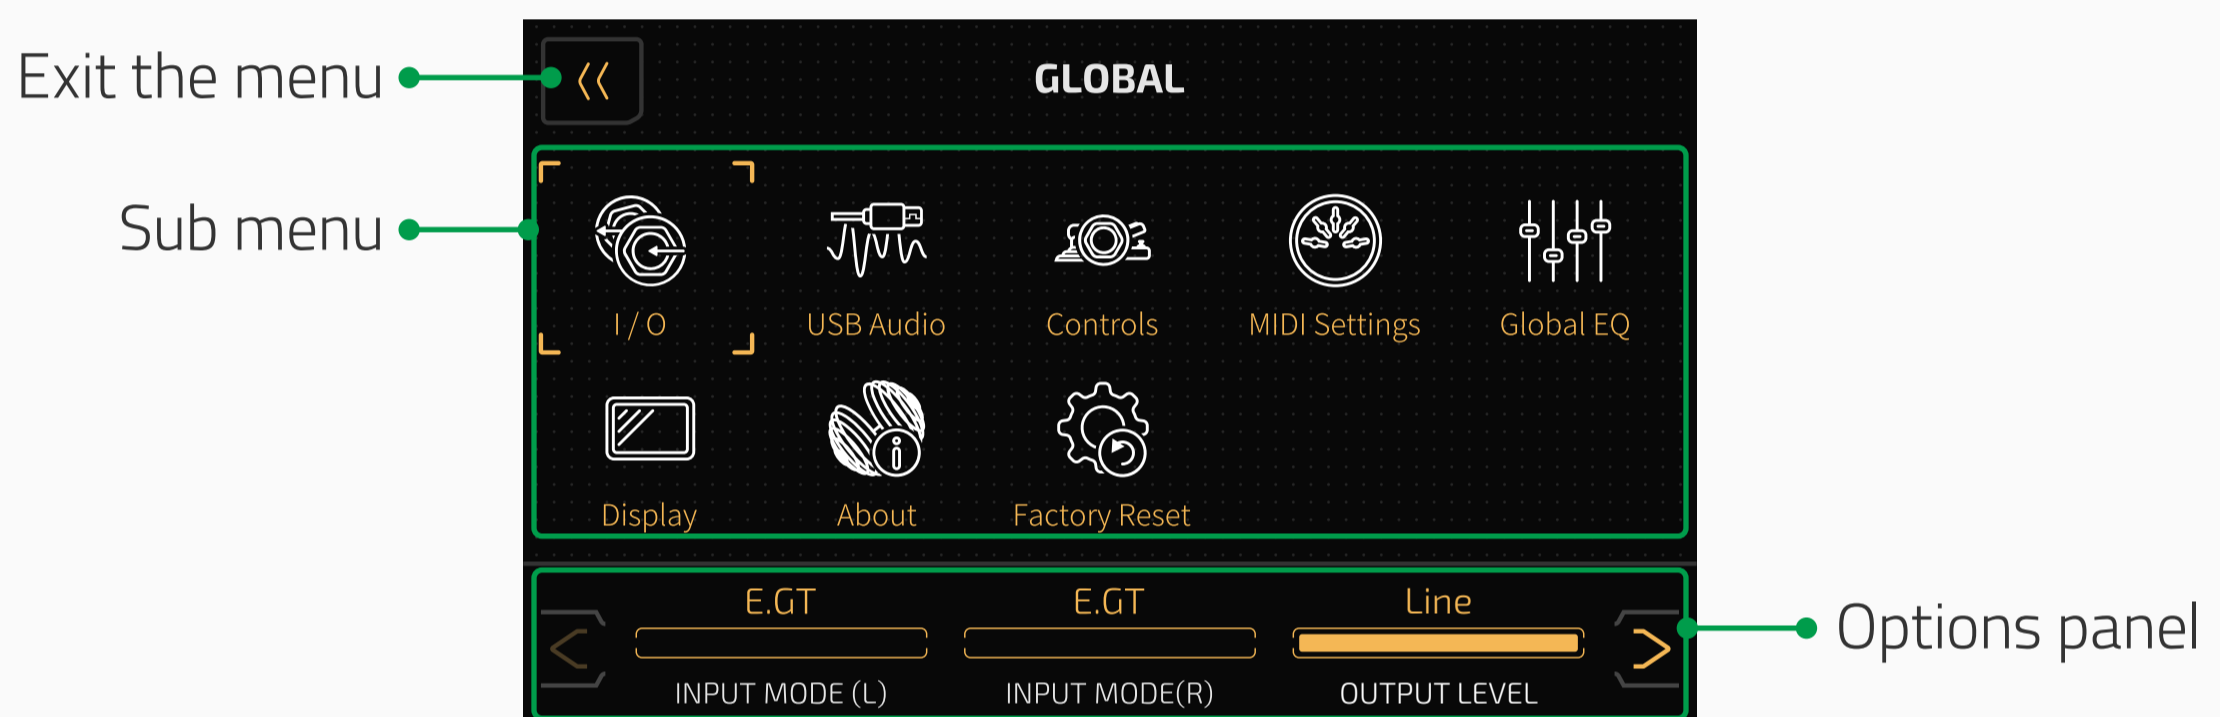 Exit the menu
GLOBAL
Sub menu
I / O
USB Audio
Controls
MIDI Settings
Global EQ
Display
About
Factory Reset
E.GT
E.GT
Line
Options panel
INPUT MODE (L)
INPUT MODE(R)
OUTPUT LEVEL